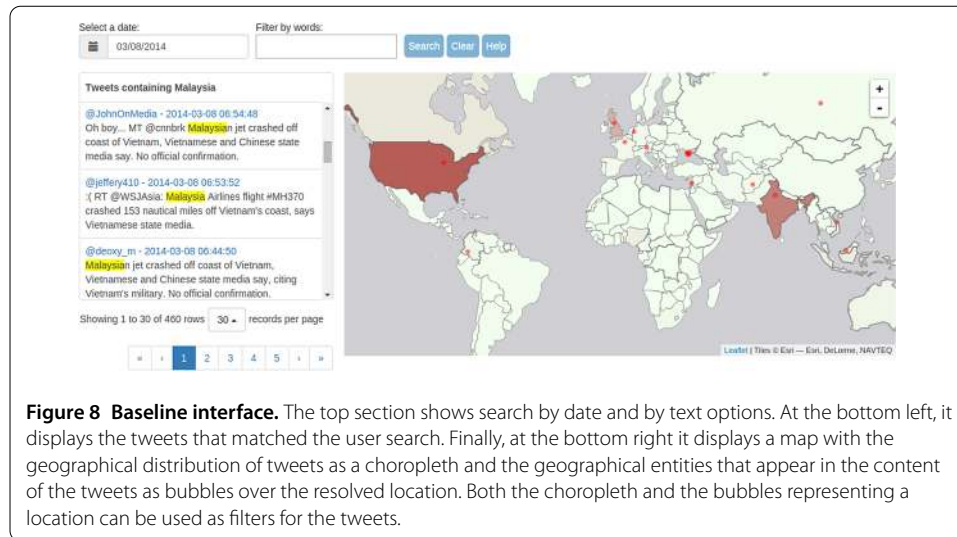 Select a date:
Filter by words:
03/08/2014
Search Clear Help
Tweets containing Malaysia
@JohnOnMedia - 2014-03-08 06:54:48
Oh boy... MT @cnnbrk Malaysian jet crashed off
coast of Vietnam, Vietnamese and Chinese state
media say. No official confirmation.
@jeffery410 - 2014-03-08 06:53:52
:( RT @WSJAsia: Malaysia Airlines flight #MH370
crashed 153 nautical miles off Vietnam's coast, says
Vietnamese state media.
@deoxy_m - 2014-03-08 06:44:50
Malaysian jet crashed off coast of Vietnam,
Vietnamese and Chinese state media say, citing
Vietnam's military. No official confirmation.
Showing 1 to 30 of 460 rows 30 records per page
« ‹ 1 2 3 4 5 › »
+
-
Leaflet | Tiles © Esri — Esri, DeLorme, NAVTEQ
Figure 8 Baseline interface. The top section shows search by date and by text options. At the bottom left, it
displays the tweets that matched the user search. Finally, at the bottom right it displays a map with the
geographical distribution of tweets as a choropleth and the geographical entities that appear in the content
of the tweets as bubbles over the resolved location. Both the choropleth and the bubbles representing a
location can be used as filters for the tweets.